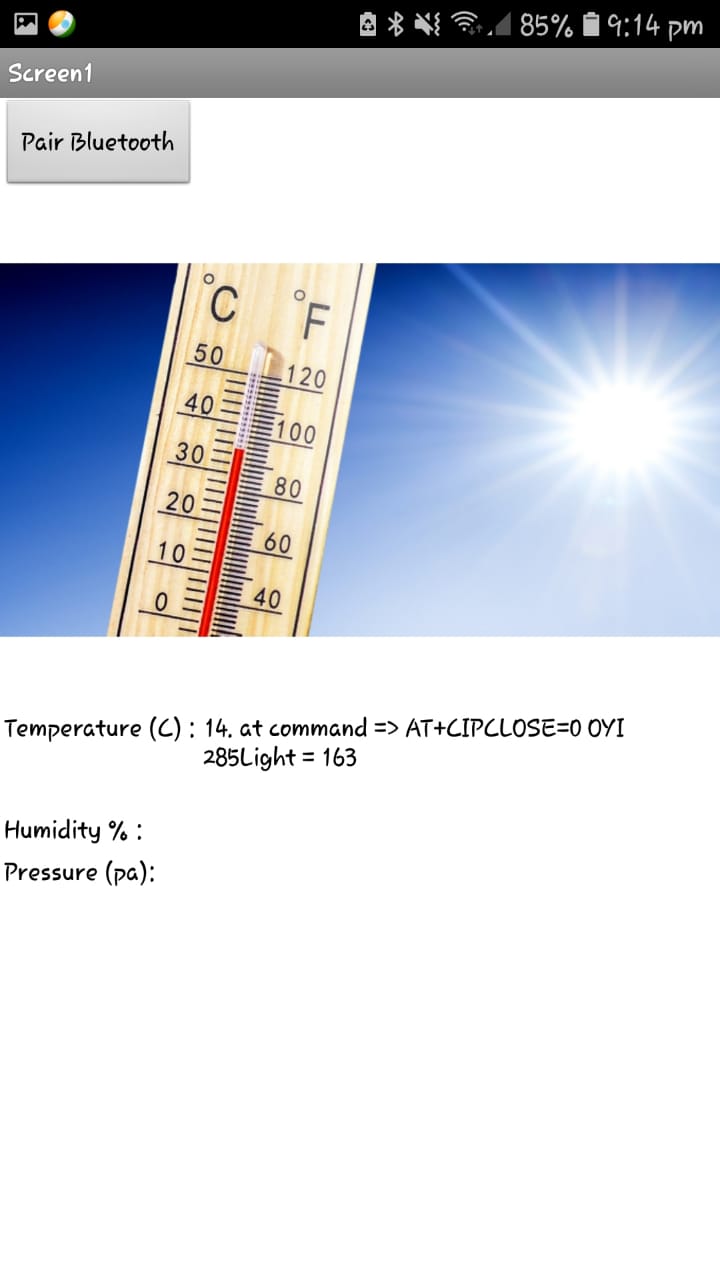 85% 9:14 pm
Screen1
Pair Bluetooth
°C °F
50
120
40
100
30
80
20
60
10
40
0
Temperature (C) : 14. at command => AT+CIPCLOSE=0 OYI
285Light = 163
Humidity % :
Pressure (pa):